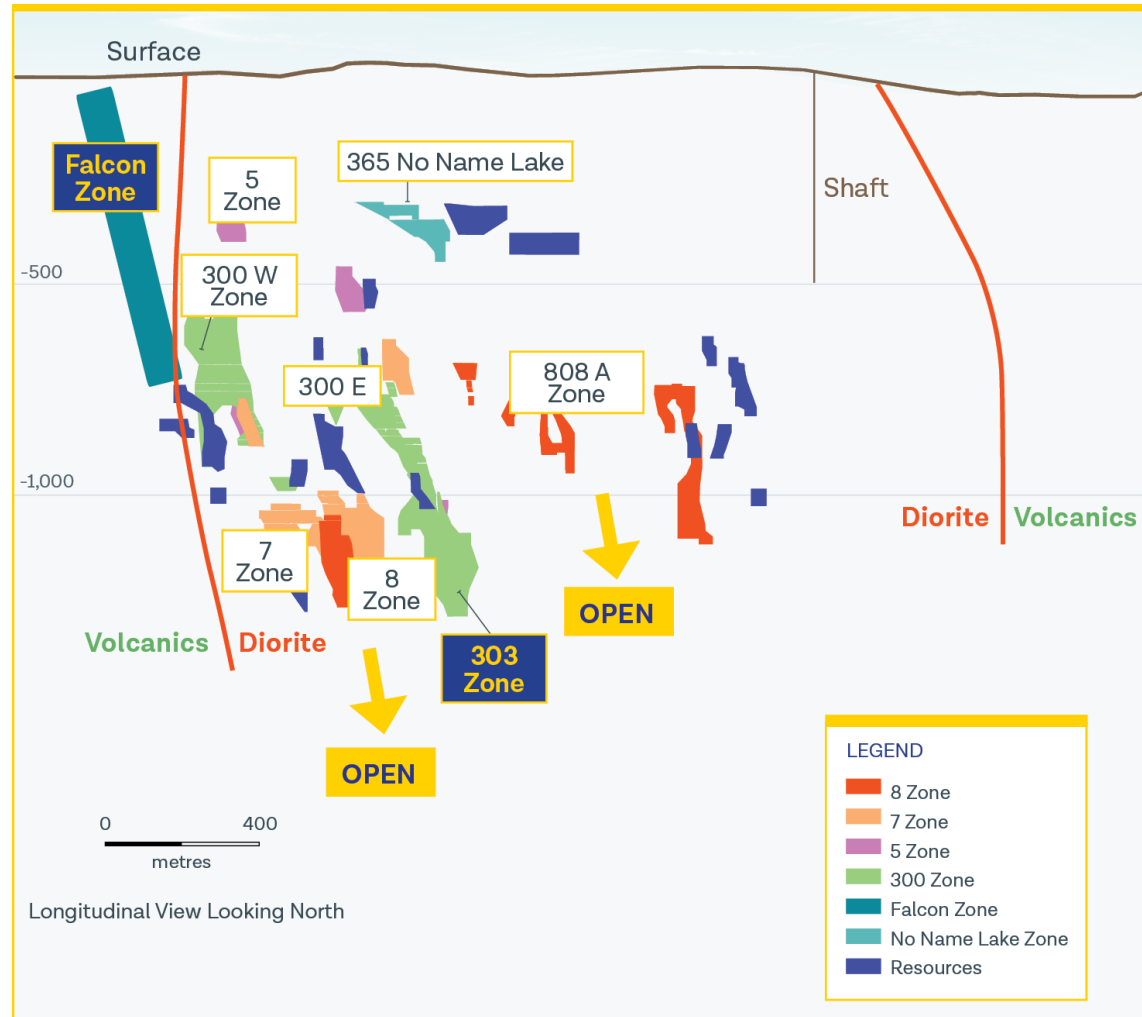 Surface
Falcon
Zone
5
Zone
365 No Name Lake
Shaft
-500
300 W
Zone
300 E
808 A
Zone
-1,000
Diorite
Volcanics
7
Zone
8
Zone
OPEN
Volcanics
Diorite
303
Zone
OPEN
LEGEND
8 Zone
7 Zone
5 Zone
300 Zone
Falcon Zone
No Name Lake Zone
Resources
0
400
metres
Longitudinal View Looking North